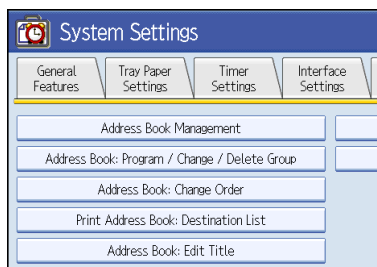 System Settings
General Features
Tray Paper Settings
Timer Settings
Interface Settings
Address Book Management
Address Book: Program / Change / Delete Group
Address Book: Change Order
Print Address Book: Destination List
Address Book: Edit Title